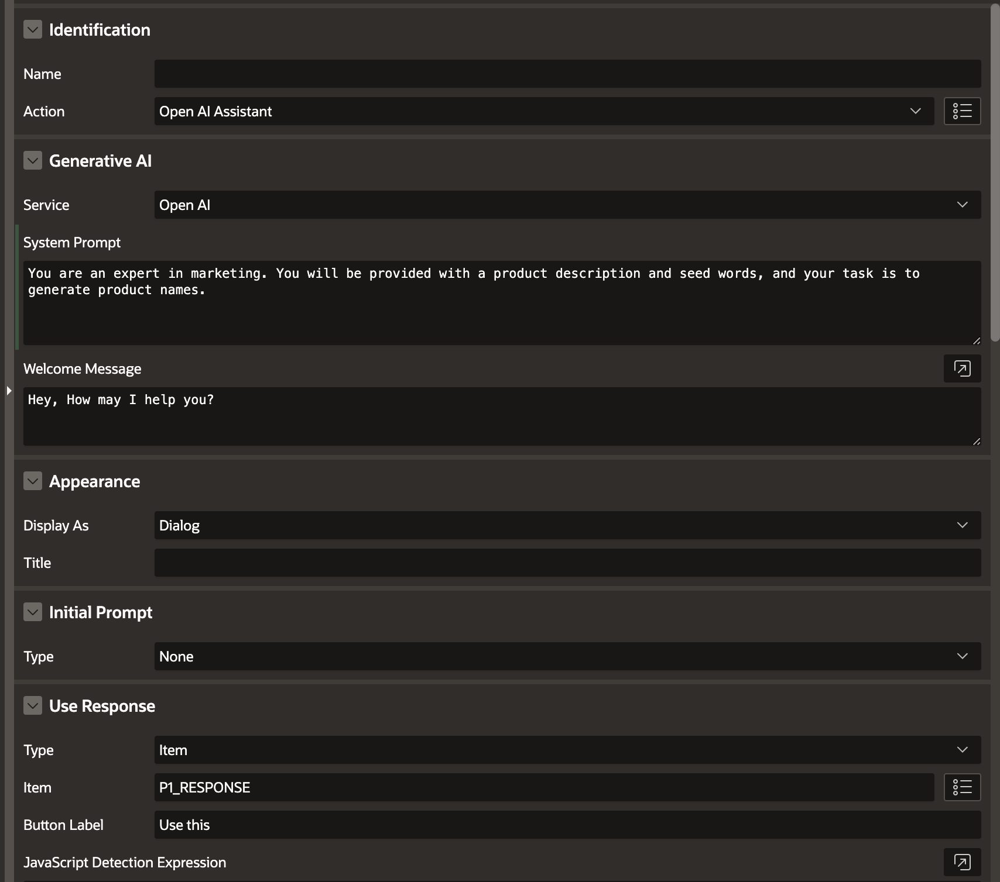 Identification
Name
Action
Open AI Assistant
Generative AI
Service
Open AI
System Prompt
You are an expert in marketing. You will be provided with a product description and seed words, and your task is to
generate product names.
Welcome Message
Hey, How may I help you?
Appearance
Display As
Dialog
Title
Initial Prompt
Type
None
Use Response
Type
Item
Item
P1_RESPONSE
Button Label
Use this
JavaScript Detection Expression